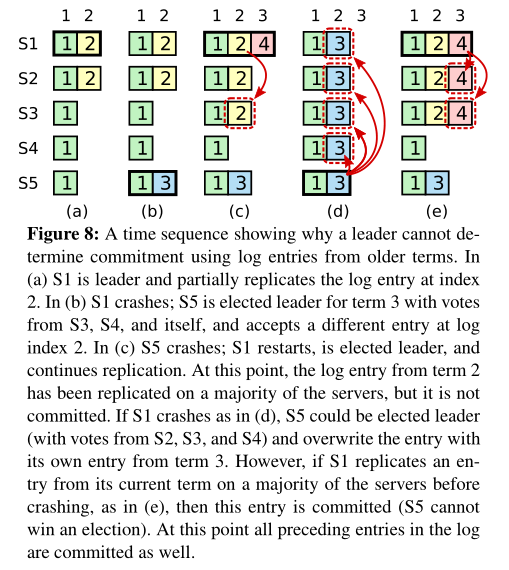 1 2 1 2 1 2 3 1 2 3 1 2 3
S1 1 2 1 2 1 2 4 1 3 1 2 4
S2 1 2 1 2 1 2 1 3 1 2 4
S3 1 1 1 2 1 3 1 2 4
S4 1 1 1 1 3 1
S5 1 1 3 1 3 1 3 1 3
(a) (b) (c) (d) (e)
Figure 8: A time sequence showing why a leader cannot de-
termine commitment using log entries from older terms. In
(a) S1 is leader and partially replicates the log entry at index
2. In (b) S1 crashes; S5 is elected leader for term 3 with votes
from S3, S4, and itself, and accepts a different entry at log
index 2. In (c) S5 crashes; S1 restarts, is elected leader, and
continues replication. At this point, the log entry from term 2
has been replicated on a majority of the servers, but it is not
committed. If S1 crashes as in (d), S5 could be elected leader
(with votes from S2, S3, and S4) and overwrite the entry with
its own entry from term 3. However, if S1 replicates an en-
try from its current term on a majority of the servers before
crashing, as in (e), then this entry is committed (S5 cannot
win an election). At this point all preceding entries in the log
are committed as well.